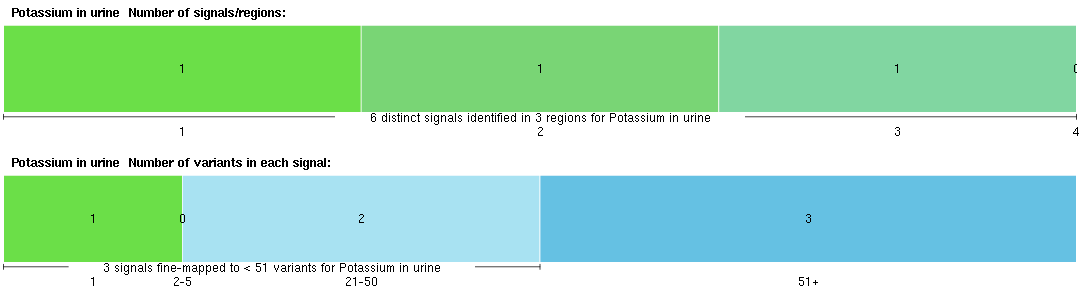 Potassium in urine  Number of signals/regions:
1 1 1 0
6 distinct signals identified in 3 regions for Potassium in urine
1 2 3 4
Potassium in urine  Number of variants in each signal:
1 0 2 3
3 signals fine-mapped to < 51 variants for Potassium in urine
1 2-5 21-50 51+